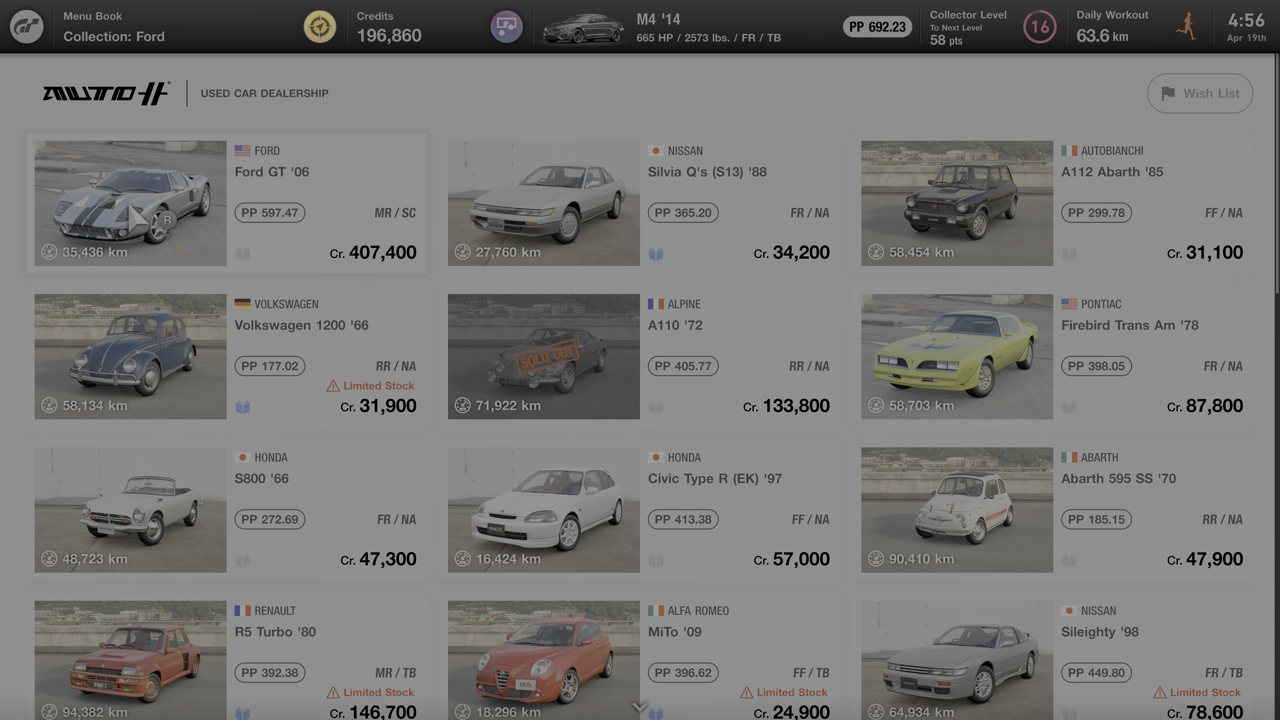 Menu Book
Collection: Ford
Credits
196,860
M4 '14
665 HP / 2573 lbs. / FR / TB
PP 692.23
Collector Level
To Next Level
58 pts
16
Daily Workout
63.6 km
4:56
Apr 19th
AUTO
USED CAR DEALERSHIP
Wish List
FORD
Ford GT '06
PP 597.47
MR / SC
R
35,436 km
Cr. 407,400
NISSAN
Silvia Q's (S13) '88
PP 365.20
FR / NA
27,760 km
Cr. 34,200
AUTOBIANCHI
A112 Abarth '85
PP 299.78
FF / NA
58,454 km
Cr. 31,100
VOLKSWAGEN
Volkswagen 1200 '66
PP 177.02
RR / NA
Limited Stock
58,134 km
Cr. 31,900
ALPINE
A110 '72
SOLD OUT
PP 405.77
RR / NA
71,922 km
Cr. 133,800
PONTIAC
Firebird Trans Am '78
PP 398.05
FR / NA
58,703 km
Cr. 87,800
HONDA
S800 '66
PP 272.69
FR / NA
48,723 km
Cr. 47,300
HONDA
Civic Type R (EK) '97
PP 413.38
FF / NA
16,424 km
Cr. 57,000
ABARTH
Abarth 595 SS '70
PP 185.15
RR / NA
90,410 km
Cr. 47,900
RENAULT
R5 Turbo '80
PP 392.38
MR / TB
Limited Stock
94,382 km
Cr. 146,700
ALFA ROMEO
MiTo '09
PP 396.62
FF / TB
MiTo
Limited Stock
18,296 km
Cr. 24,900
NISSAN
Sileighty '98
PP 449.80
FR / TB
Limited Stock
64,934 km
Cr. 78,600